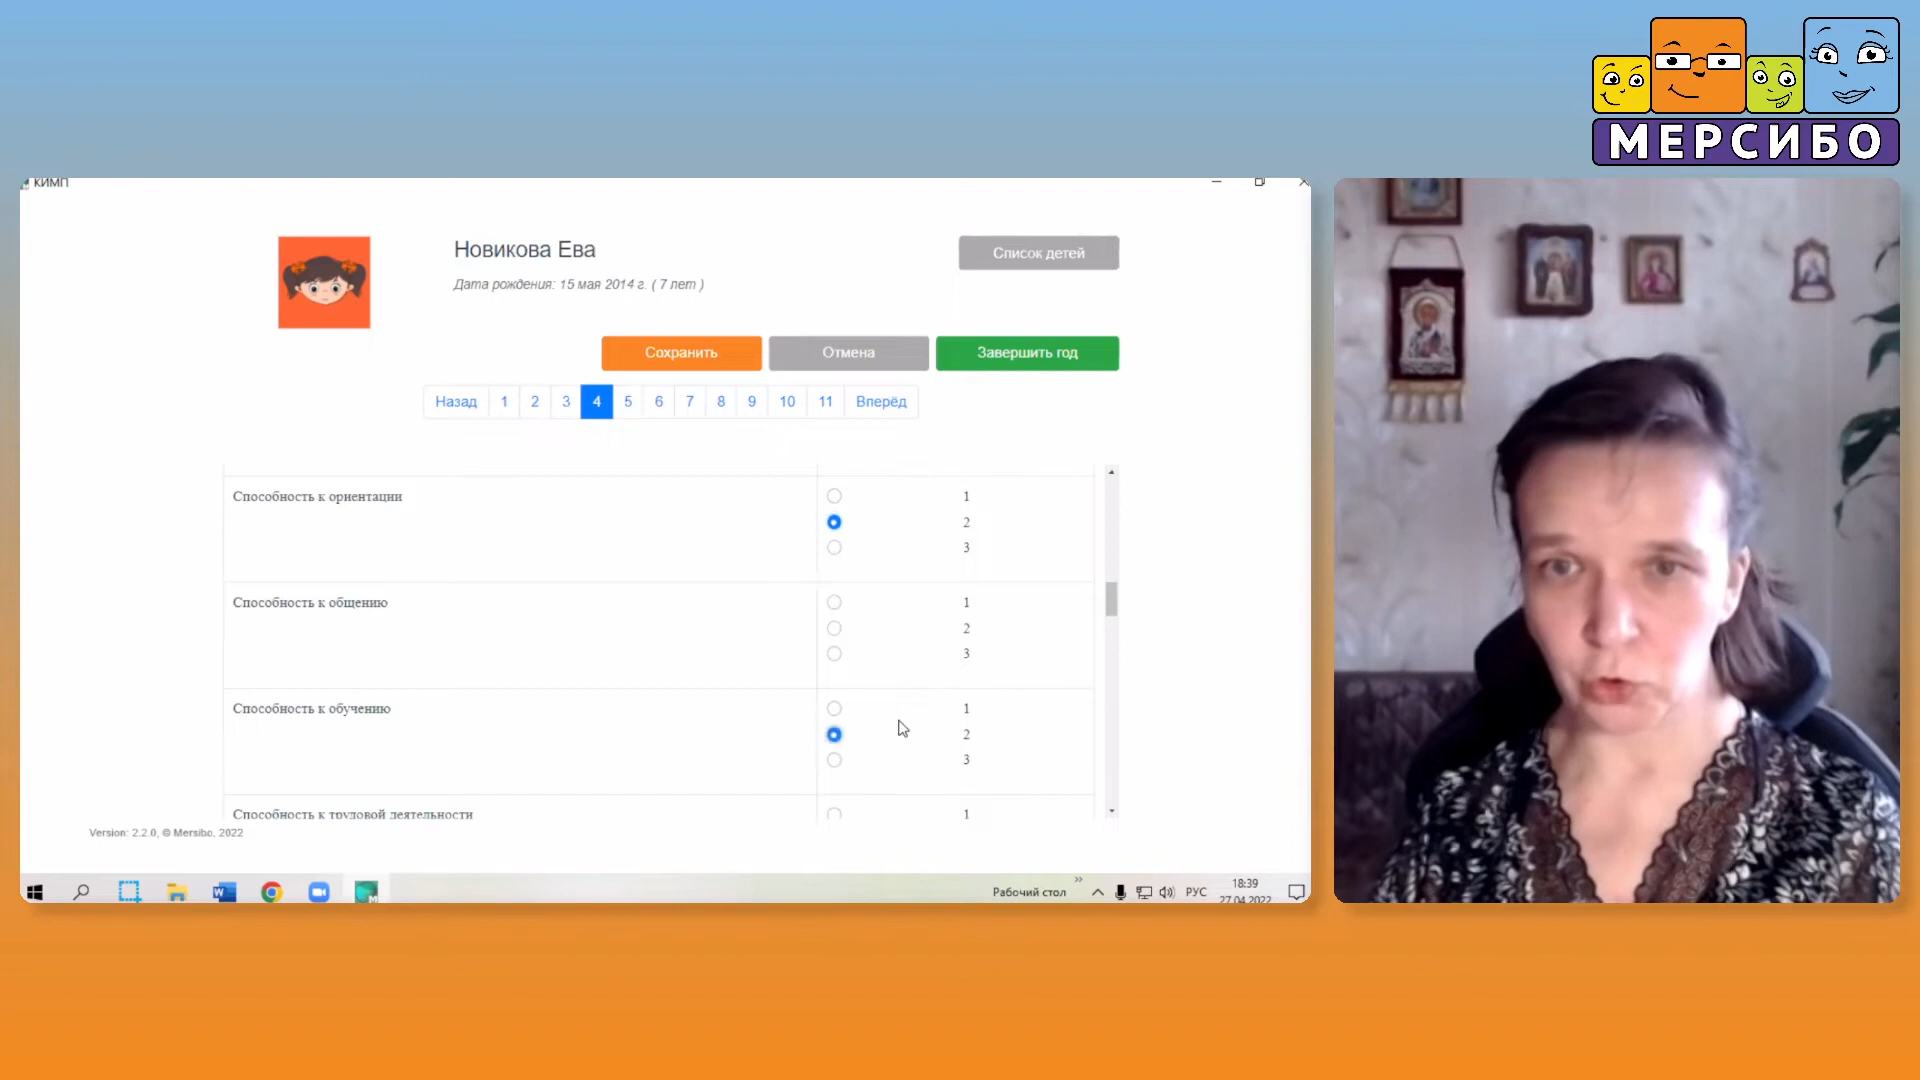 МЕРСИБО
КИМП
Новикова Ева
Список детей
Дата рождения: 15 мая 2014 г. ( 7 лет )
Сохранить
Отмена
Завершить год
Назад 1 2 3 4 5 6 7 8 9 10 11 Вперёд
Способность к ориентации
1
2
3
Способность к общению
1
2
3
Способность к обучению
1
2
3
Способность к трудовой деятельности
1
Version: 2.2.0, © Mersibo, 2022
Рабочий стол
»
РУС
18:39
27.04.2022